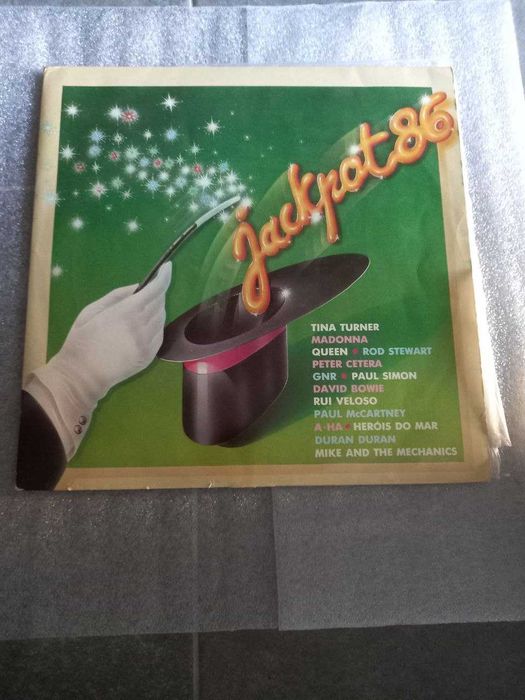 jackpot 86
TINA TURNER
MADONNA
QUEEN • ROD STEWART
PETER CETERA
GNR • PAUL SIMON
DAVID BOWIE
RUI VELOSO
PAUL McCARTNEY
A-HA • HERÓIS DO MAR
DURAN DURAN
MIKE AND THE MECHANICS